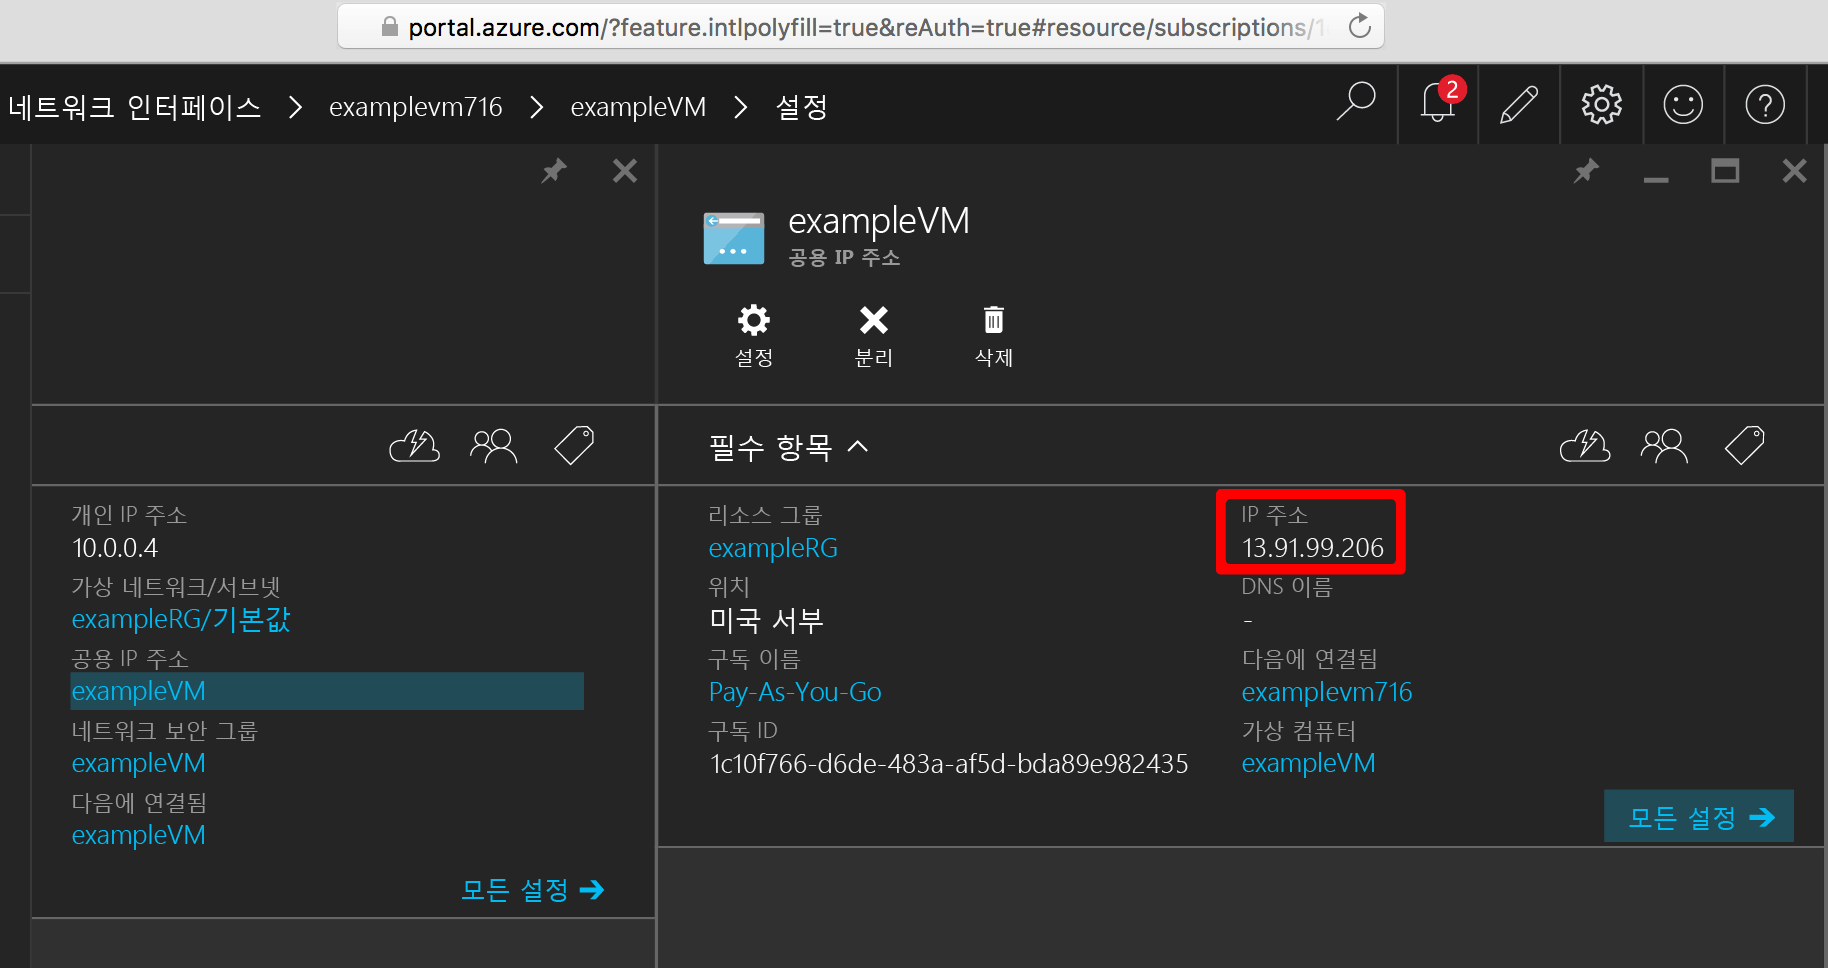 portal.azure.com/?feature.intlpolyfill=true&reAuth=true#resource/subscriptions/1
네트워크 인터페이스 > examplevm716 > exampleVM > 설정
2
exampleVM
공용 IP 주소
설정
분리
삭제
개인 IP 주소
10.0.0.4
가상 네트워크/서브넷
exampleRG/기본값
공용 IP 주소
exampleVM
네트워크 보안 그룹
exampleVM
다음에 연결됨
exampleVM
모든 설정
필수 항목
리소스 그룹
exampleRG
위치
미국 서부
구독 이름
Pay-As-You-Go
구독 ID
1c10f766-d6de-483a-af5d-bda89e982435
IP 주소
13.91.99.206
DNS 이름
-
다음에 연결됨
examplevm716
가상 컴퓨터
exampleVM
모든 설정